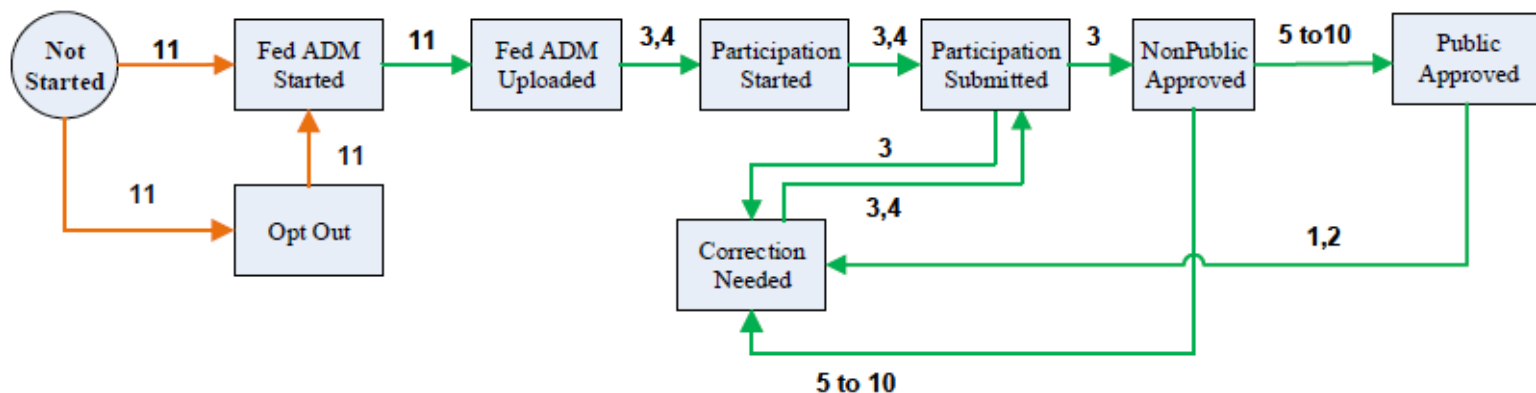 Not
Started
11
Fed ADM
Started
11
Fed ADM
Uploaded
3,4
Participation
Started
3,4
Participation
Submitted
3
NonPublic
Approved
5 to10
Public
Approved
11
11
Opt Out
3
3,4
Correction
Needed
1,2
5 to 10